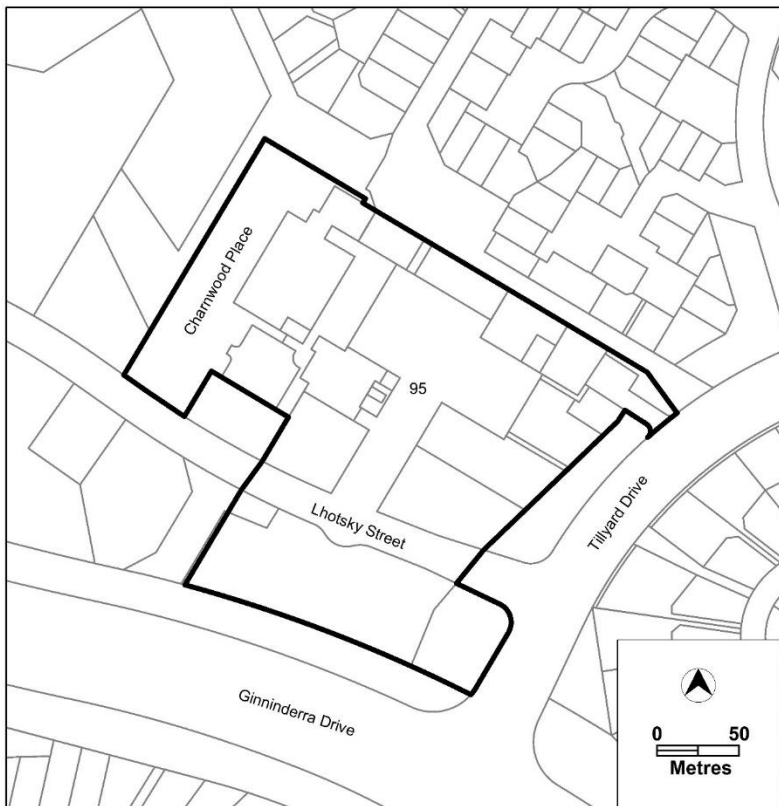 Charnwood Place
95
Lhotsky Street
Tillyard Drive
Ginninderra Drive
0 50
Metres